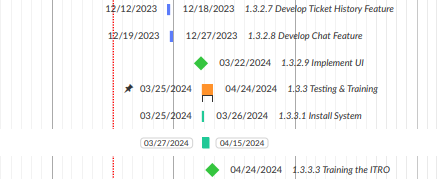 12/12/2023 12/18/2023 1.3.2.7 Develop Ticket History Feature
12/19/2023 12/27/2023 1.3.2.8 Develop Chat Feature
03/22/2024 1.3.2.9 Implement UI
03/25/2024 04/24/2024 1.3.3 Testing & Training
03/25/2024 03/26/2024 1.3.3.1 Install System
03/27/2024 04/15/2024
04/24/2024 1.3.3.3 Training the ITRO